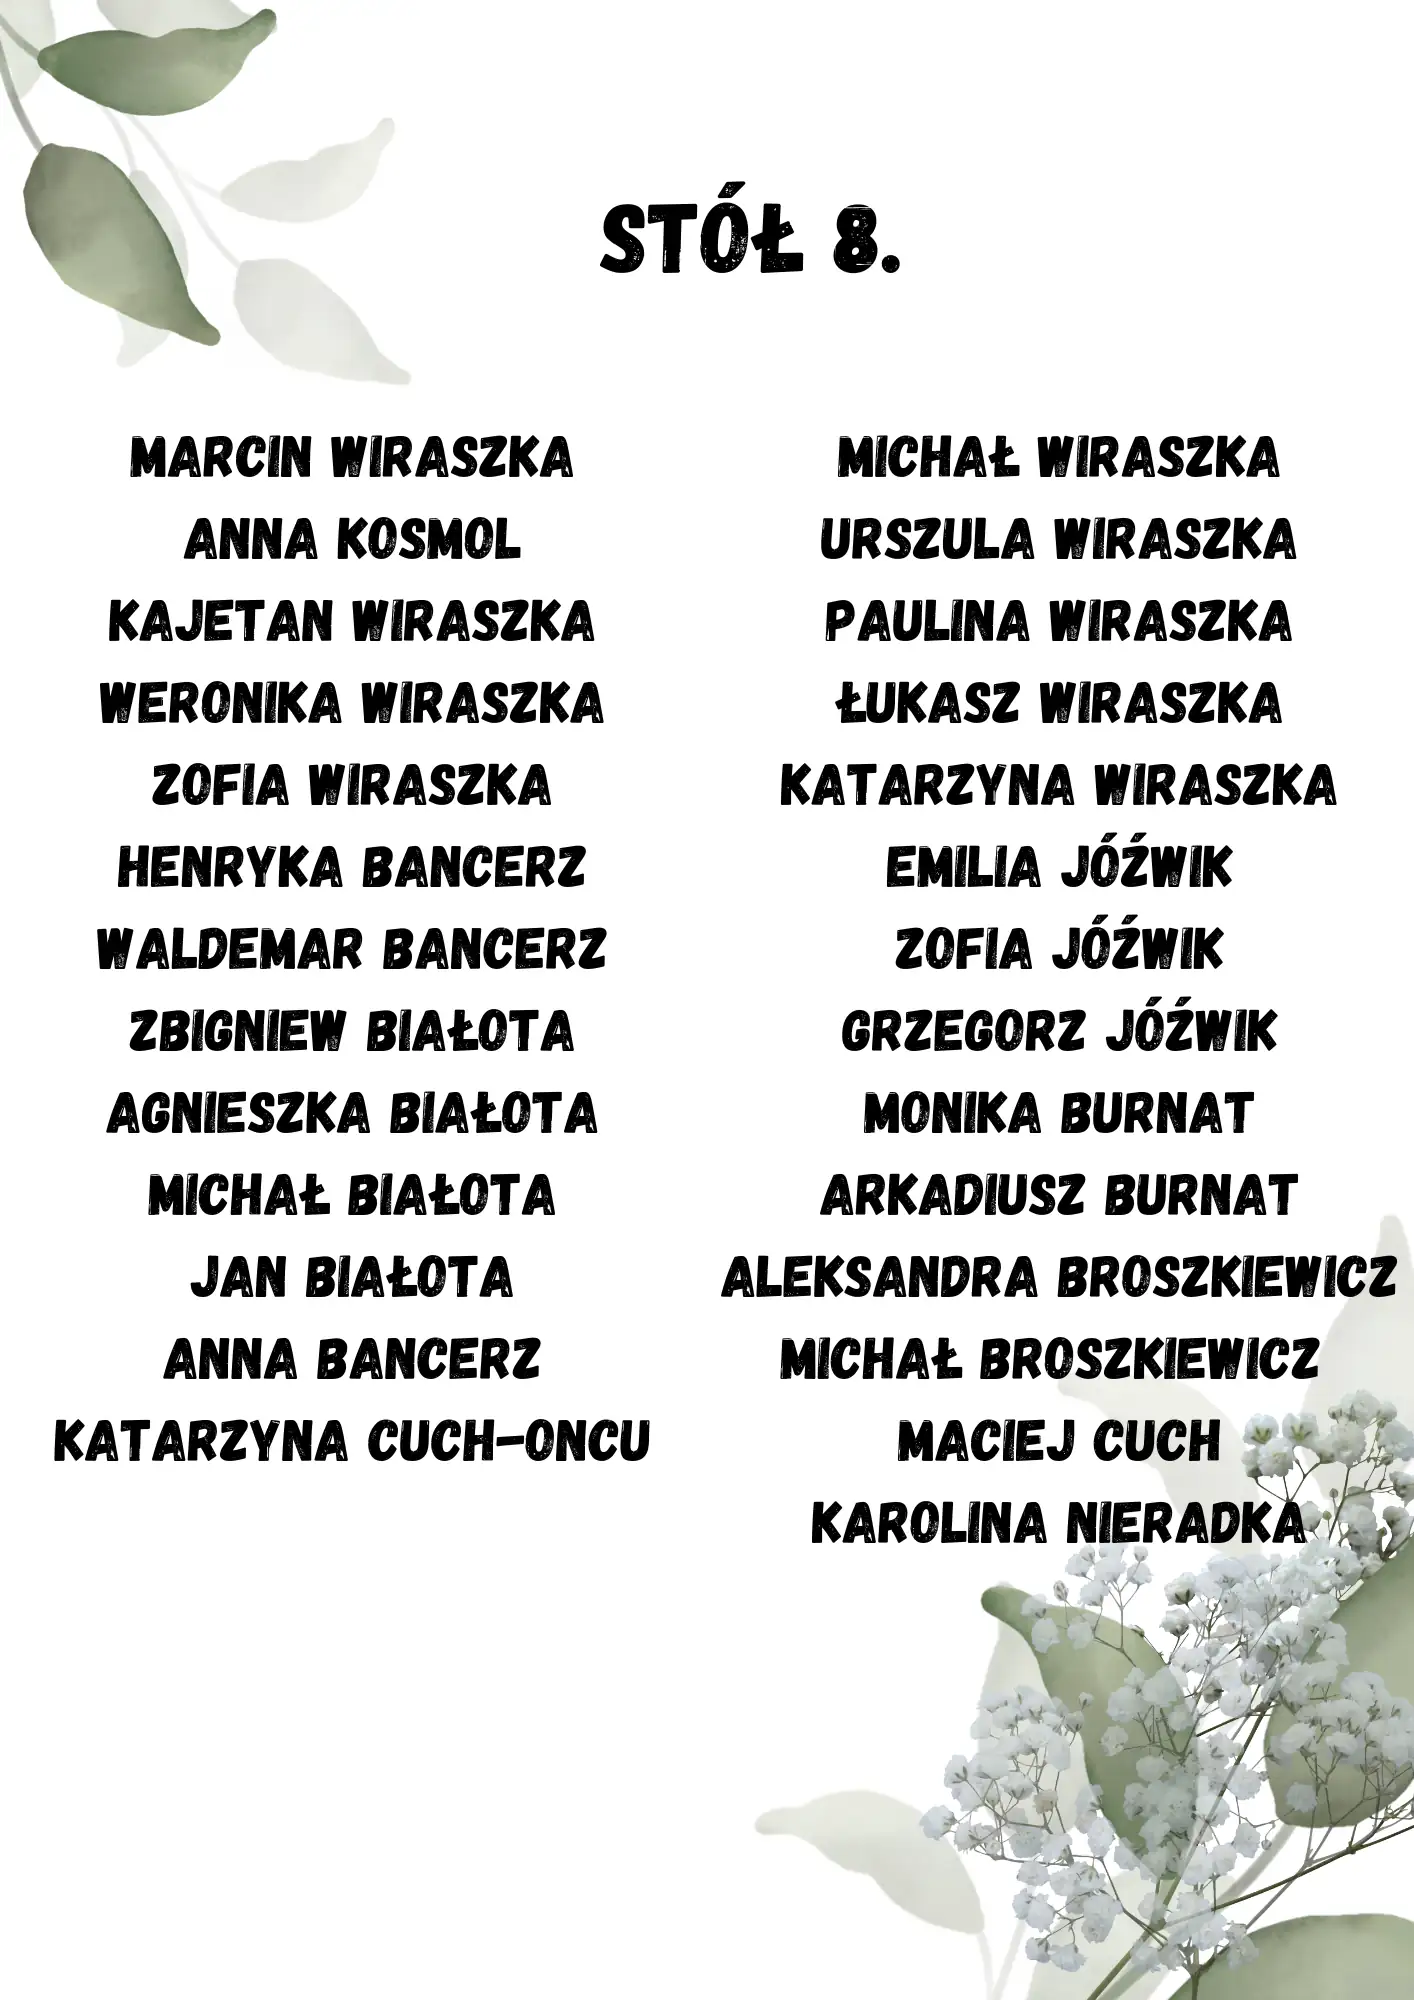 STÓŁ 8.
MARCIN WIRASZKA
ANNA KOSMOL
KAJETAN WIRASZKA
WERONIKA WIRASZKA
ZOFIA WIRASZKA
HENRYKA BANCERZ
WALDEMAR BANCERZ
ZBIGNIEW BIAŁOTA
AGNIESZKA BIAŁOTA
MICHAŁ BIAŁOTA
JAN BIAŁOTA
ANNA BANCERZ
KATARZYNA CUCH-ONCU
MICHAŁ WIRASZKA
URSZULA WIRASZKA
PAULINA WIRASZKA
ŁUKASZ WIRASZKA
KATARZYNA WIRASZKA
EMILIA JÓŹWIK
ZOFIA JÓŹWIK
GRZEGORZ JÓŹWIK
MONIKA BURNAT
ARKADIUSZ BURNAT
ALEKSANDRA BROSZKIEWICZ
MICHAŁ BROSZKIEWICZ
MACIEJ CUCH
KAROLINA NIERADKA